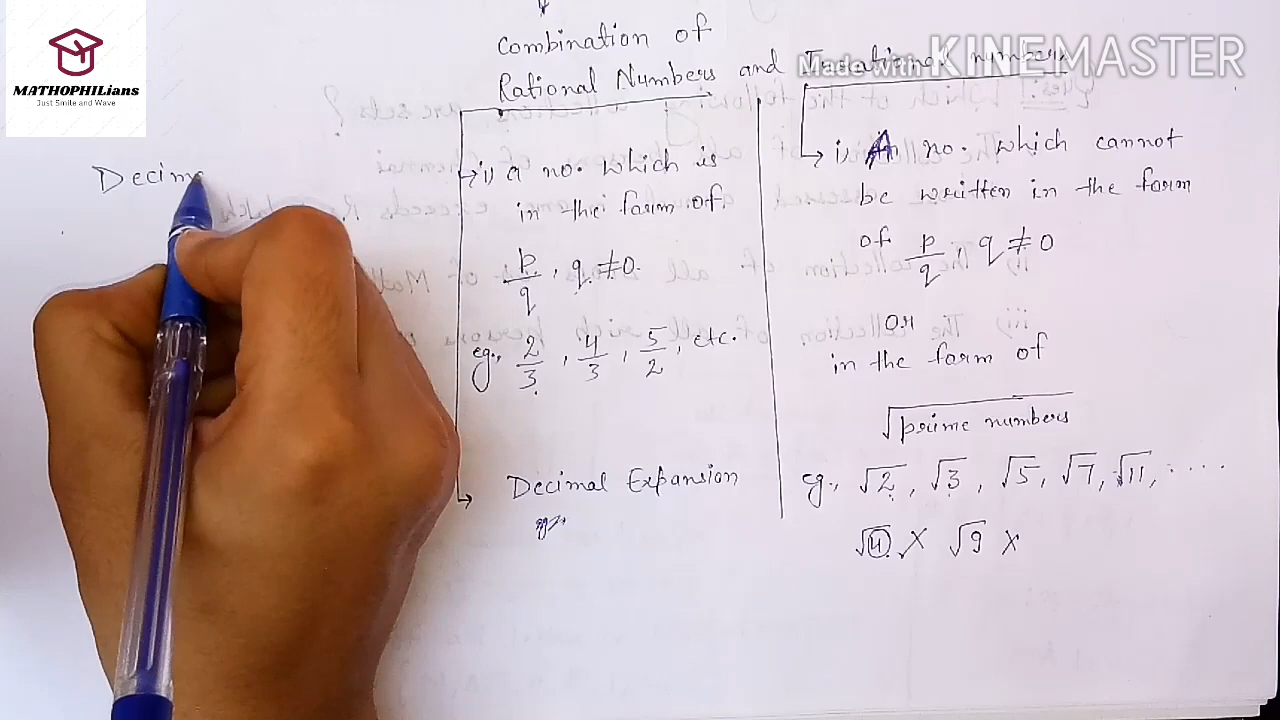 MATHOPHILians
Just Smile and Wave
Made with KINEMASTER
Combination of
Rational Numbers and Irrational numbers
Decima
i) a no. which is
in the form of
p/q, q ≠ 0.
eg., 2/3, 4/3, 5/2, etc.
Decimal Expansion
i) A no. which cannot
be written in the form
of p/q, q ≠ 0
or
in the form of
√prime numbers
eg., √2, √3, √5, √7, √11, .....
√4 X √9 X